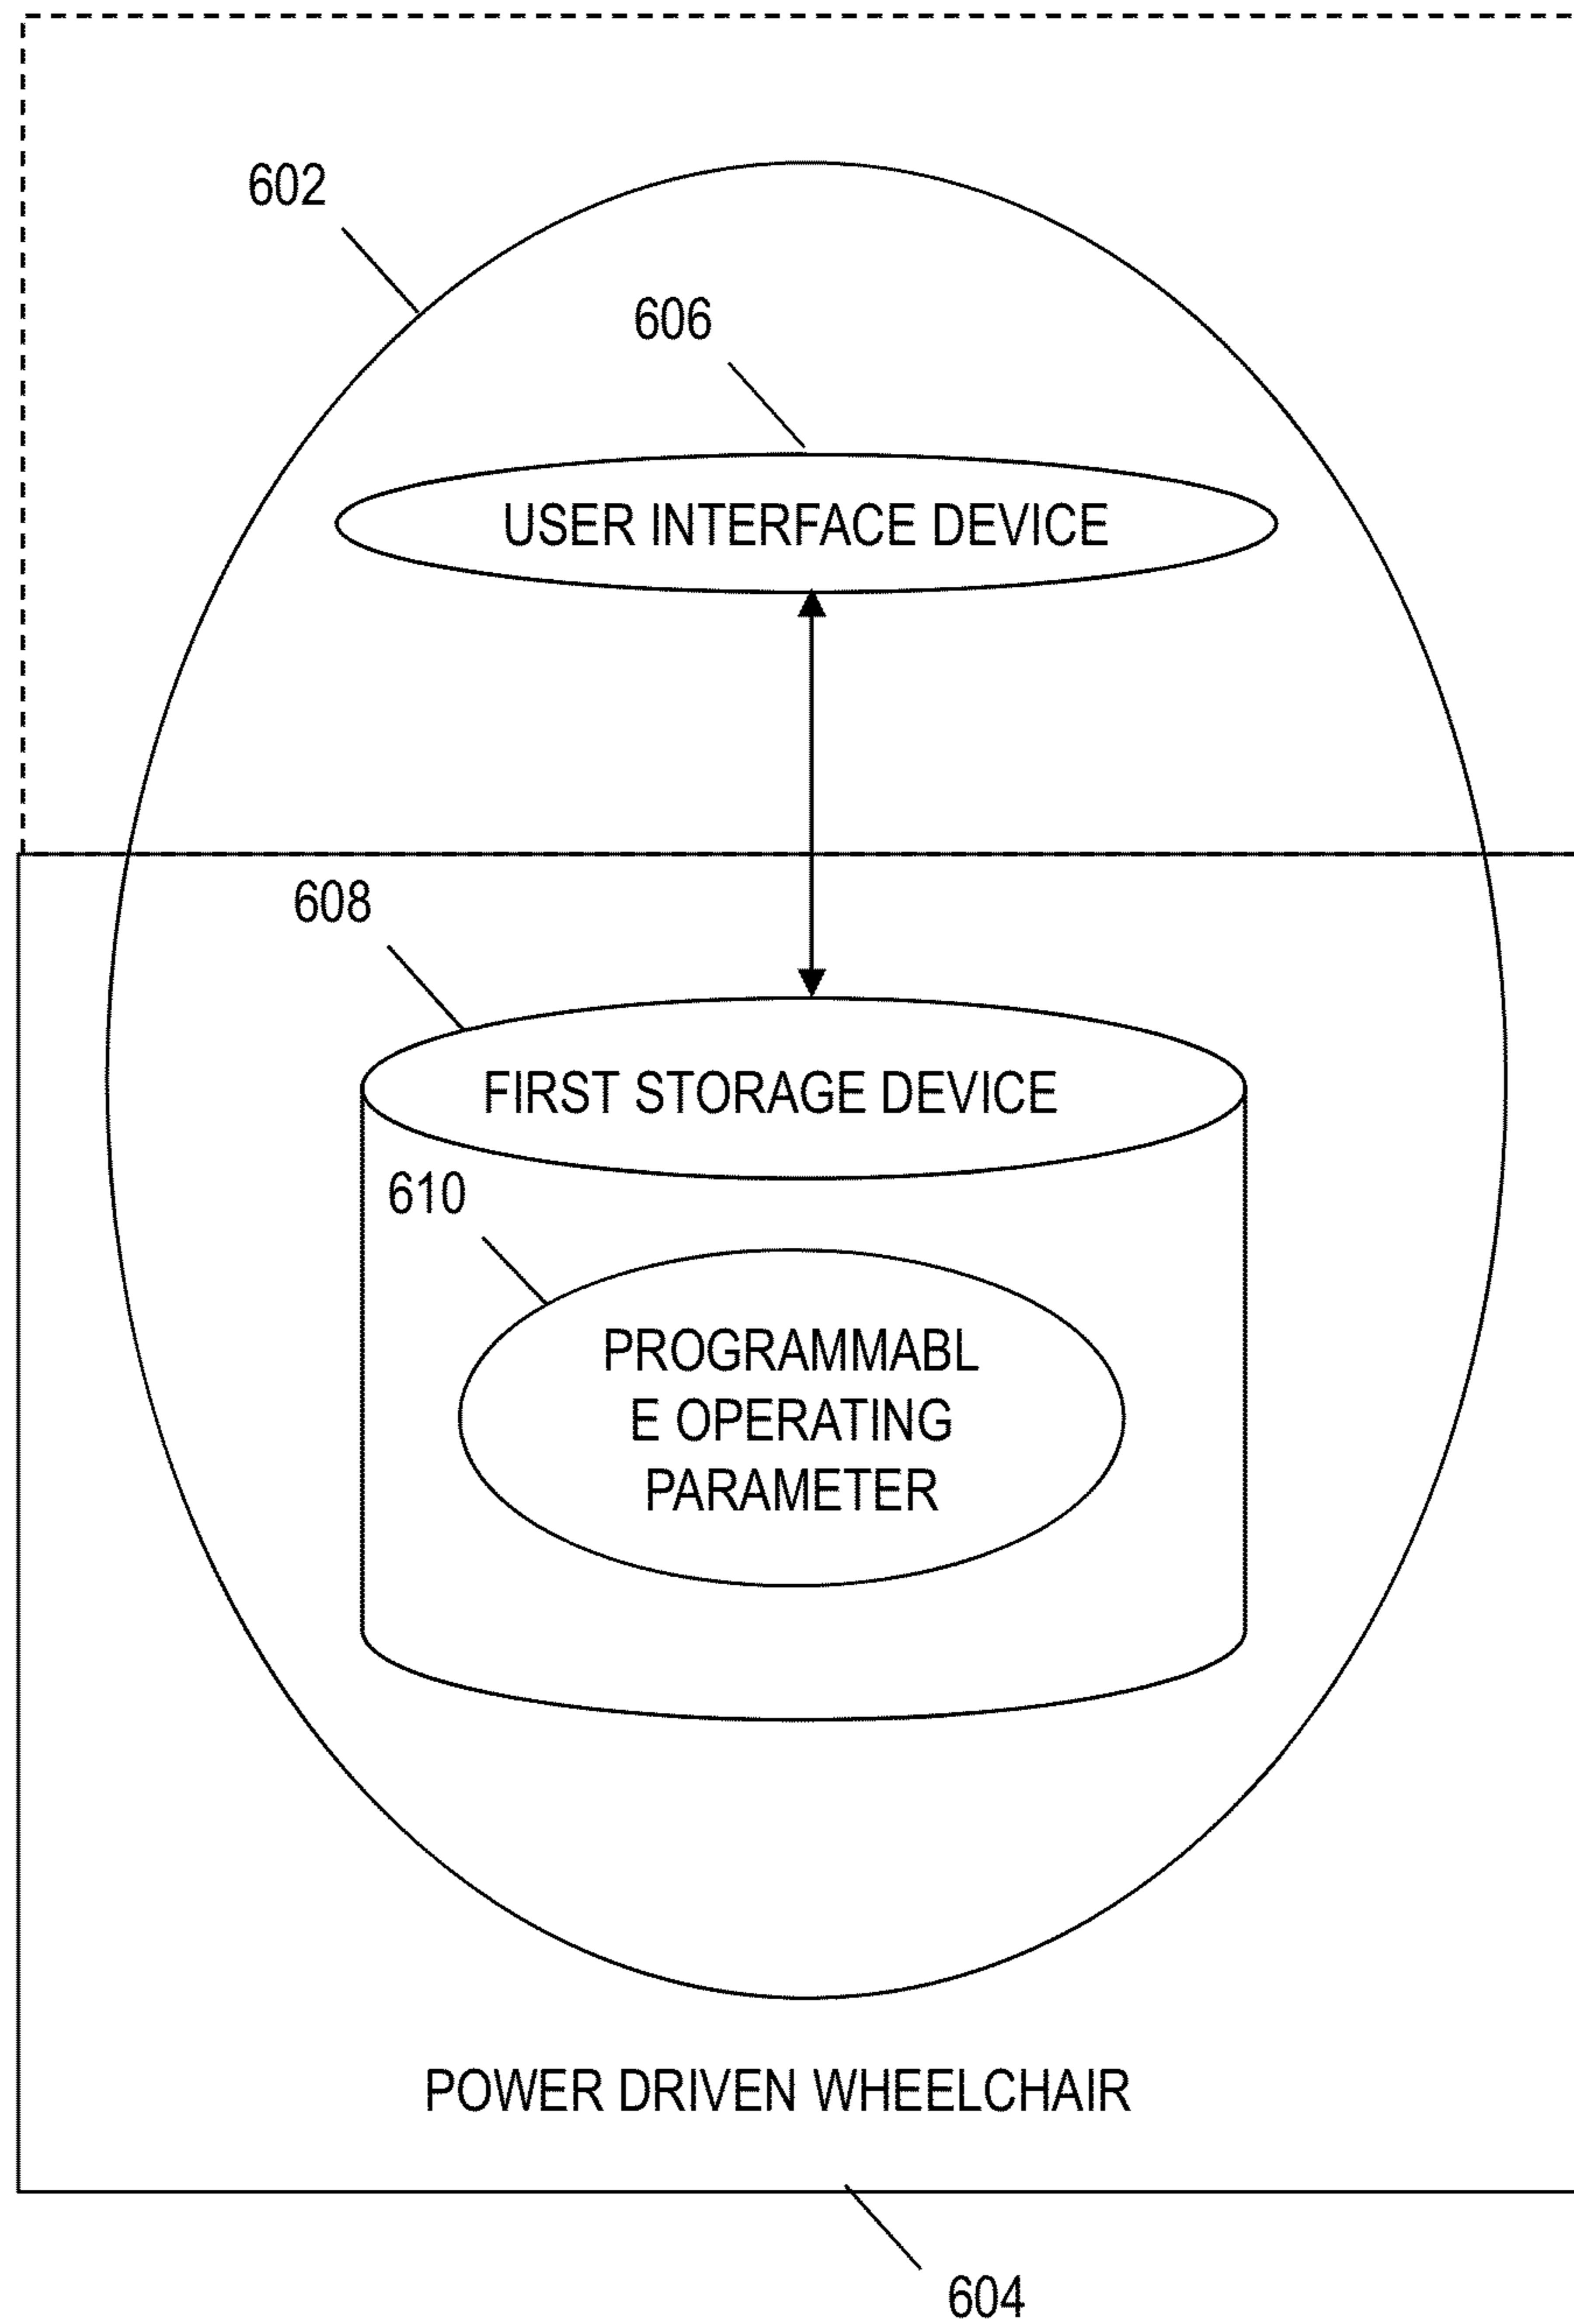 602
606
USER INTERFACE DEVICE
608
FIRST STORAGE DEVICE
610
PROGRAMMABL
E OPERATING
PARAMETER
POWER DRIVEN WHEELCHAIR
604